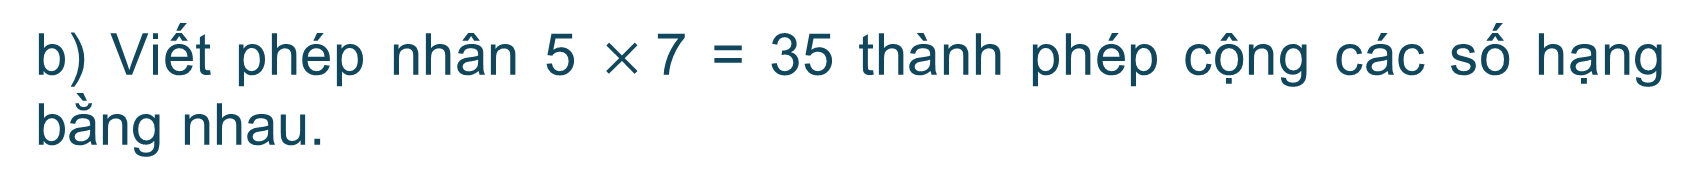 b) Viết phép nhân 5 × 7 = 35 thành phép cộng các số hạng
bằng nhau.